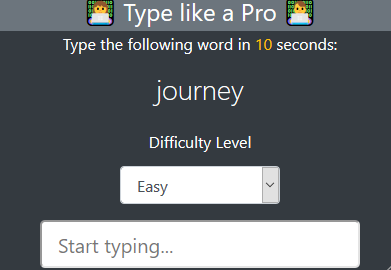 Type like a Pro
Type the following word in 10 seconds:
journey
Difficulty Level
Easy
Start typing...